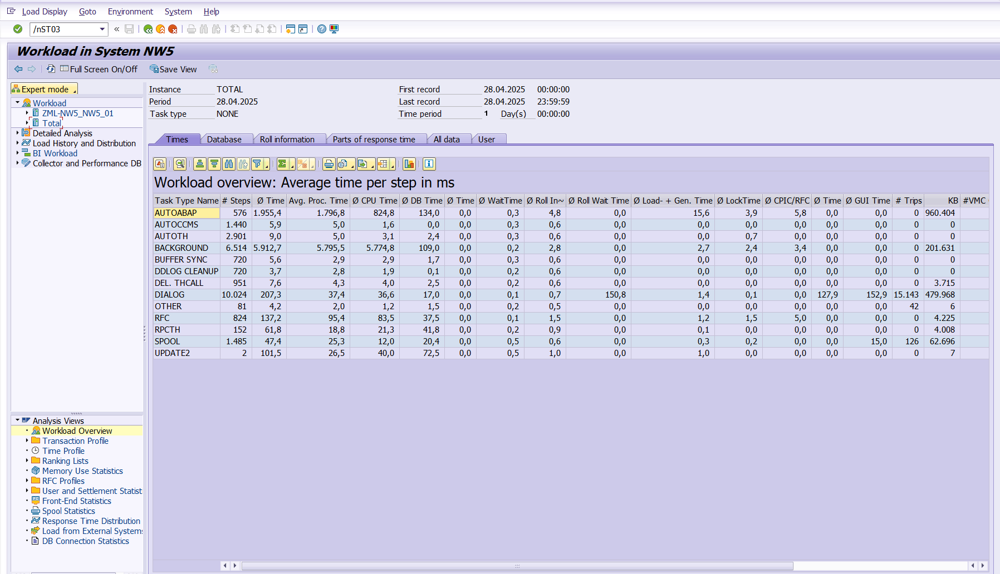 Load Display Goto Environment System Help
/nST03
Workload in System NW5
Full Screen On/Off Save View
Expert mode
Workload
ZML-NW5_NW5_01
Total
Detailed Analysis
Load History and Distribution
BI Workload
Collector and Performance DB
Analysis Views
Workload Overview
Transaction Profile
Time Profile
Ranking Lists
Memory Use Statistics
RFC Profiles
User and Settlement Statist
Front-End Statistics
Spool Statistics
Response Time Distribution
Load from External Systems
DB Connection Statistics
Instance TOTAL First record 28.04.2025 00:00:00
Period 28.04.2025 Last record 28.04.2025 23:59:59
Task type NONE Time period 1 Day(s) 00:00:00
Times Database Roll information Parts of response time All data User
Workload overview: Average time per step in ms
Task Type Name # Steps Ø Time Avg. Proc. Time Ø CPU Time Ø DB Time Ø Time Ø WaitTime Ø Roll In~ Ø Roll Wait Time Ø Load- + Gen. Time Ø LockTime Ø CPIC/RFC Ø Time Ø GUI Time # Trips KB #VMC
AUTOABAP 576 1.955,4 1.796,8 824,8 134,0 0,0 0,3 4,8 0,0 15,6 3,9 5,8 0,0 0,0 0 960.404
AUTOCCMS 1.440 5,9 5,0 1,6 0,0 0,0 0,3 0,6 0,0 0,0 0,0 0,0 0,0 0,0 0 0
AUTOTH 2.901 9,0 5,0 3,1 2,4 0,0 0,3 0,6 0,0 0,0 0,7 0,0 0,0 0,0 0 0
BACKGROUND 6.514 5.912,7 5.795,5 5.774,8 109,0 0,0 0,2 2,8 0,0 2,7 2,4 3,4 0,0 0,0 0 201.631
BUFFER SYNC 720 5,6 2,9 2,9 1,7 0,0 0,3 0,6 0,0 0,0 0,0 0,0 0,0 0,0 0 0
DDLOG CLEANUP 720 3,7 2,8 1,9 0,1 0,0 0,2 0,6 0,0 0,0 0,0 0,0 0,0 0,0 0 0
DEL. THCALL 951 7,6 4,3 4,0 2,5 0,0 0,2 0,6 0,0 0,0 0,0 0,0 0,0 0,0 0 3.715
DIALOG 10.024 207,3 37,4 36,6 17,0 0,0 0,1 0,7 150,8 1,4 0,1 0,0 127,9 152,9 15.143 479.968
OTHER 81 4,2 2,0 1,2 1,5 0,0 0,2 0,5 0,0 0,0 0,0 0,0 0,0 0,0 42 6
RFC 824 137,2 95,4 83,5 37,5 0,0 0,1 1,5 0,0 1,2 1,5 5,0 0,0 0,0 0 4.225
RPCTH 152 61,8 18,8 21,3 41,8 0,0 0,2 0,9 0,0 0,1 0,0 0,0 0,0 0,0 0 4.008
SPOOL 1.485 47,4 25,3 12,0 20,4 0,0 0,5 0,6 0,0 0,3 0,2 0,0 0,0 15,0 126 62.696
UPDATE2 2 101,5 26,5 40,0 72,5 0,0 0,5 1,0 0,0 1,0 0,0 0,0 0,0 0,0 0 7